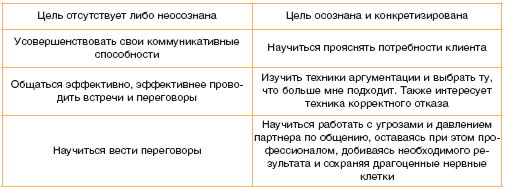 Цель отсутствует либо неосознана
Цель осознана и конкретизирована
Усовершенствовать свои коммуникативные
способности
Научиться прояснять потребности клиента
Общаться эффективно, эффективнее прово-
дить встречи и переговоры
Изучить техники аргументации и выбрать ту,
что больше мне подходит. Также интересует
техника корректного отказа
Научиться вести переговоры
Научиться работать с угрозами и давлением
партнера по общению, оставаясь при этом про-
фессионалом, добиваясь необходимого ре-
зультата и сохраняя драгоценные нервные
клетки